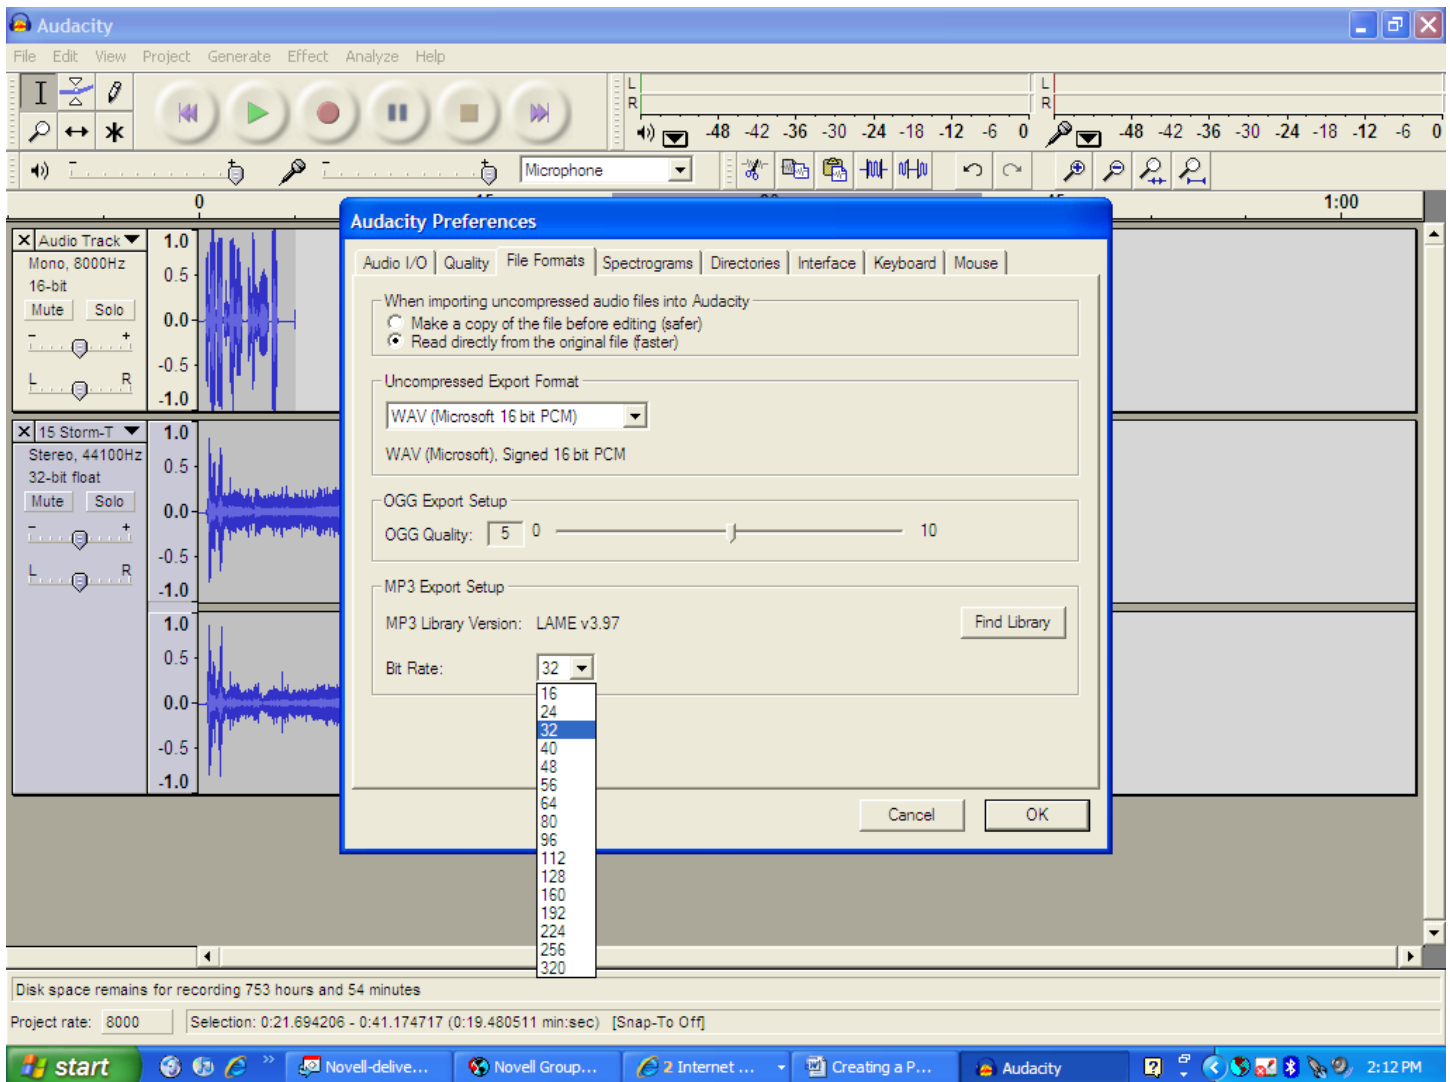 Audacity
File Edit View Project Generate Effect Analyze Help
L
R
-48 -42 -36 -30 -24 -18 -12 -6 0
L
R
-48 -42 -36 -30 -24 -18 -12 -6 0
Microphone
0 1:00
Audio Track
Mono, 8000Hz
16-bit
Mute Solo
- +
L R
1.0
0.5
0.0
-0.5
-1.0
15 Storm-T
Stereo, 44100Hz
32-bit float
Mute Solo
- +
L R
1.0
0.5
0.0
-0.5
-1.0
1.0
0.5
0.0
-0.5
-1.0
Audacity Preferences
Audio I/O Quality File Formats Spectrograms Directories Interface Keyboard Mouse
When importing uncompressed audio files into Audacity
Make a copy of the file before editing (safer)
Read directly from the original file (faster)
Uncompressed Export Format
WAV (Microsoft 16 bit PCM)
WAV (Microsoft), Signed 16 bit PCM
OGG Export Setup
OGG Quality: 5 0 10
MP3 Export Setup
MP3 Library Version: LAME v3.97 Find Library
Bit Rate: 32
16
24
32
40
48
56
64
80
96
112
128
160
192
224
256
320
Cancel OK
Disk space remains for recording 753 hours and 54 minutes
Project rate: 8000 Selection: 0:21.694206 - 0:41.174717 (0:19.480511 min:sec) [Snap-To Off]
start Novell-delive... Novell Group... 2 Internet ... Creating a P... Audacity 2:12 PM